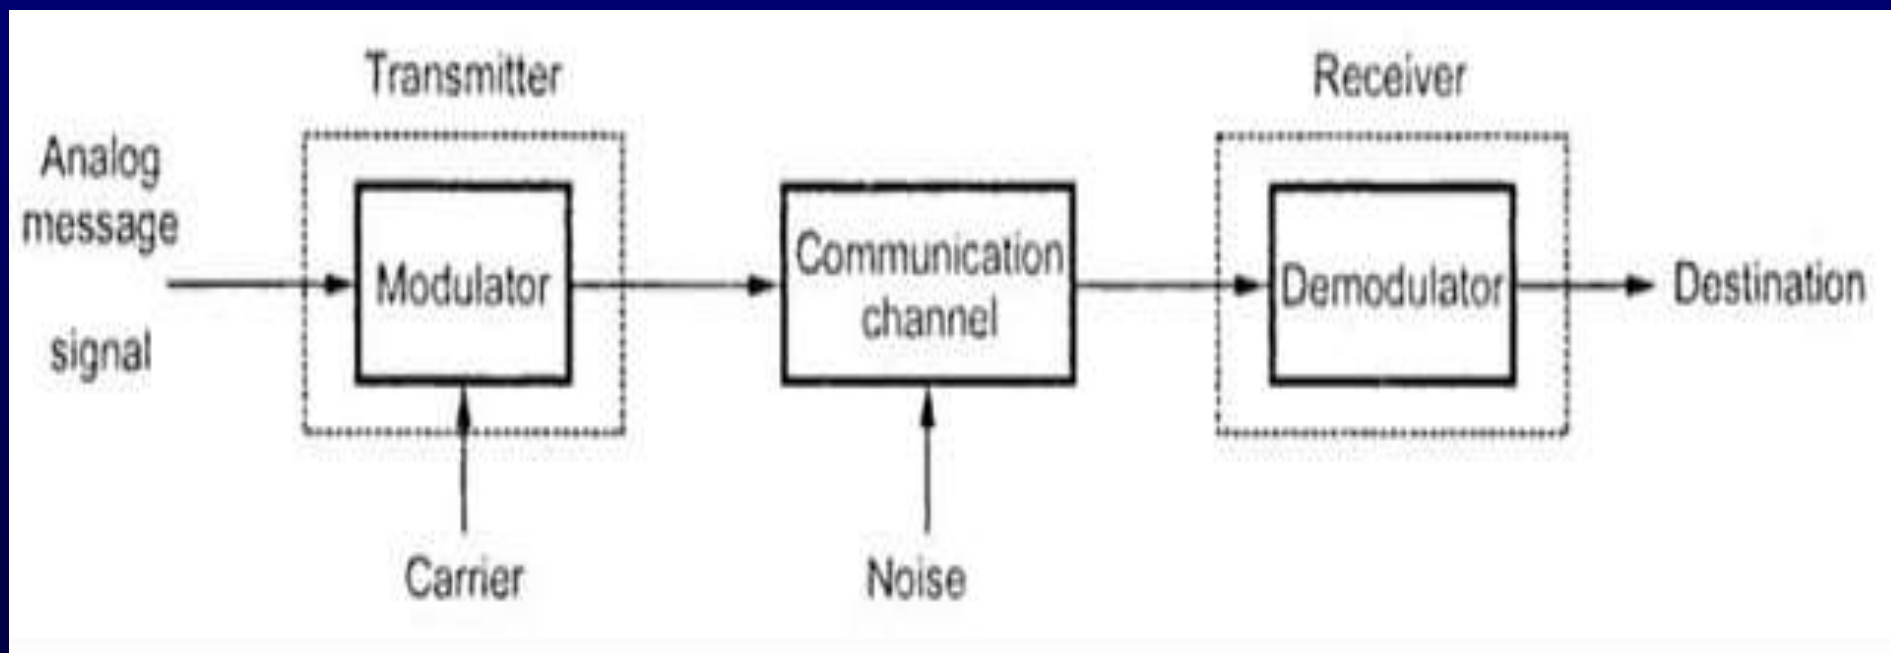 Transmitter
Receiver
Analog
message
signal
Modulator
Communication
channel
Demodulator
Destination
Carrier
Noise